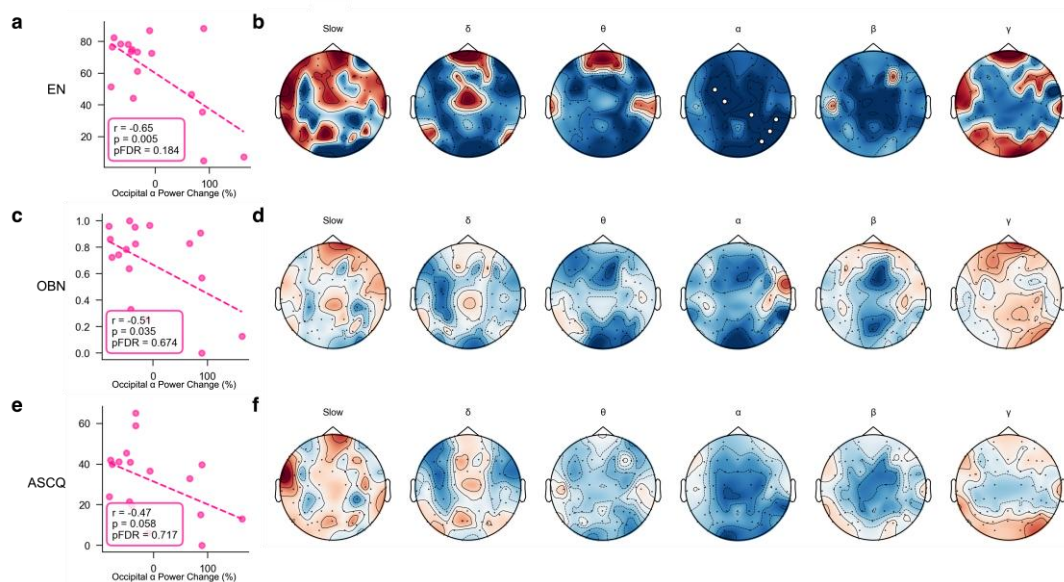 a
b
Slow
δ
θ
α
β
γ
EN
80
60
40
20
r = -0.65
p = 0.005
pFDR = 0.184
0
100
Occipital α Power Change (%)
c
d
Slow
δ
θ
α
β
γ
OBN
1.0
0.8
0.6
0.4
0.2
0.0
r = -0.51
p = 0.035
pFDR = 0.674
0
100
Occipital α Power Change (%)
e
f
Slow
δ
θ
α
β
γ
ASCQ
60
40
20
0
r = -0.47
p = 0.058
pFDR = 0.717
0
100
Occipital α Power Change (%)